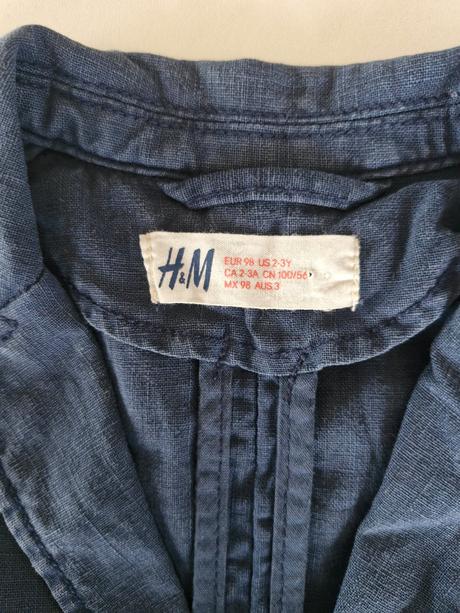 H&M
EUR 98 US 2-3Y
CA 2-3A CN 100/56
MX 98 AUS 3